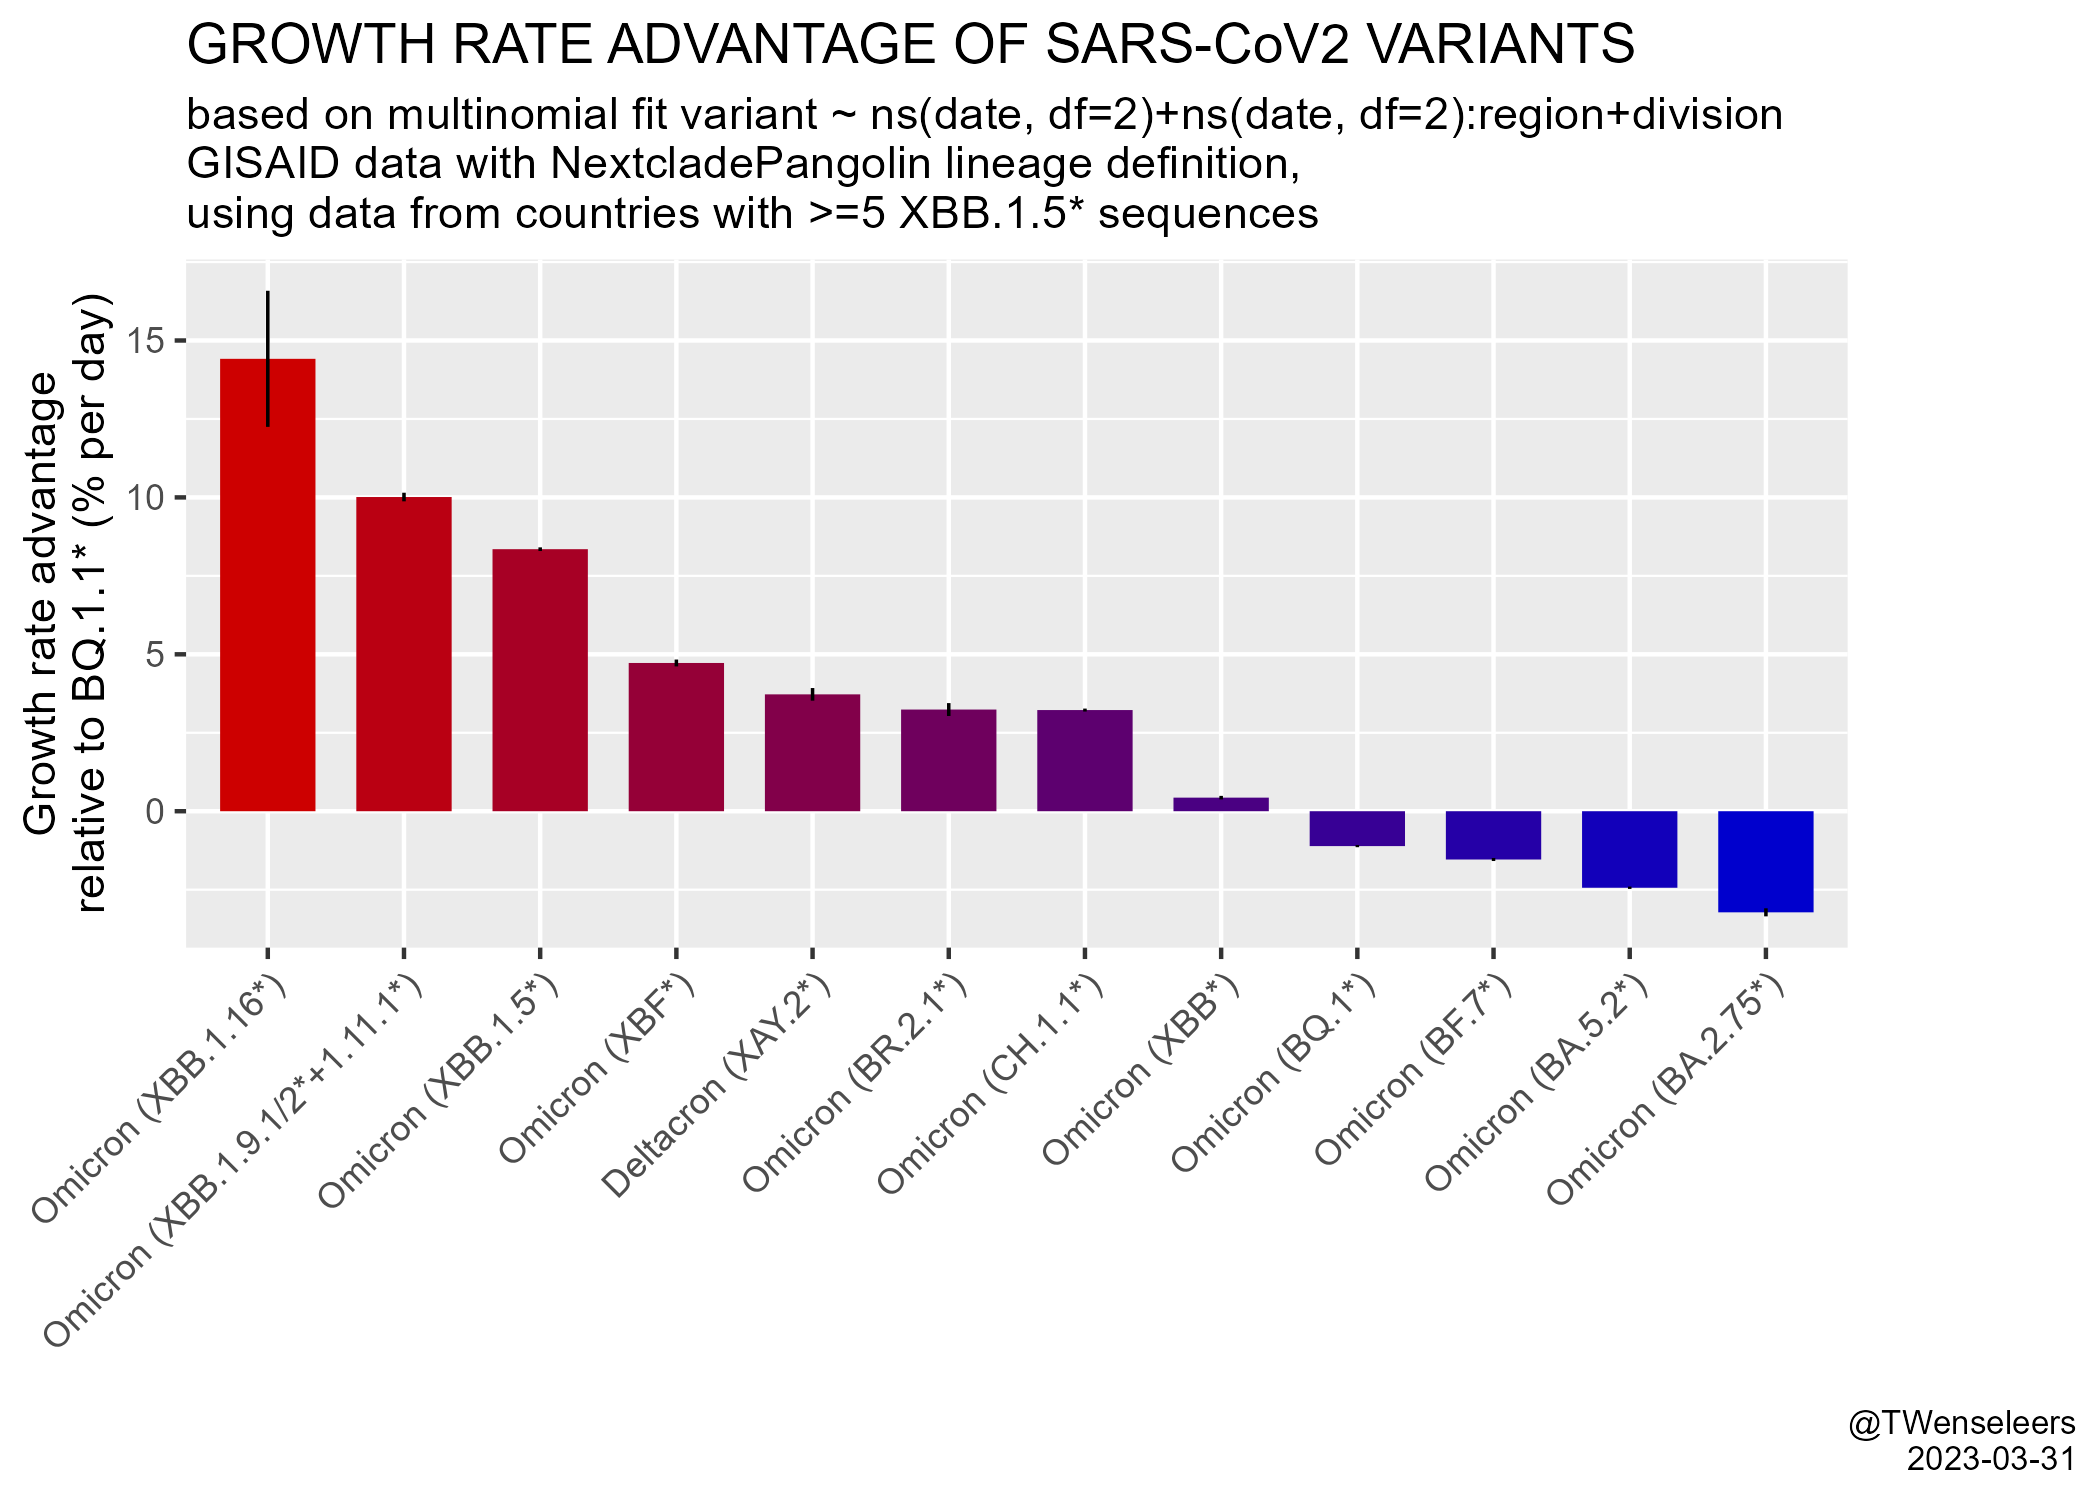 GROWTH RATE ADVANTAGE OF SARS-CoV2 VARIANTS
based on multinomial fit variant ~ ns(date, df=2)+ns(date, df=2):region+division
GISAID data with NextcladePangolin lineage definition,
using data from countries with >=5 XBB.1.5* sequences
Growth rate advantage
relative to BQ.1.1* (% per day)
15
10
5
0
Omicron (XBB.1.16*)
Omicron (XBB.1.9.1/2*+1.11.1*)
Omicron (XBB.1.5*)
Omicron (XBF*)
Deltacron (XAY.2*)
Omicron (BR.2.1*)
Omicron (CH.1.1*)
Omicron (XBB*)
Omicron (BQ.1*)
Omicron (BF.7*)
Omicron (BA.5.2*)
Omicron (BA.2.75*)
@TWenseleers
2023-03-31